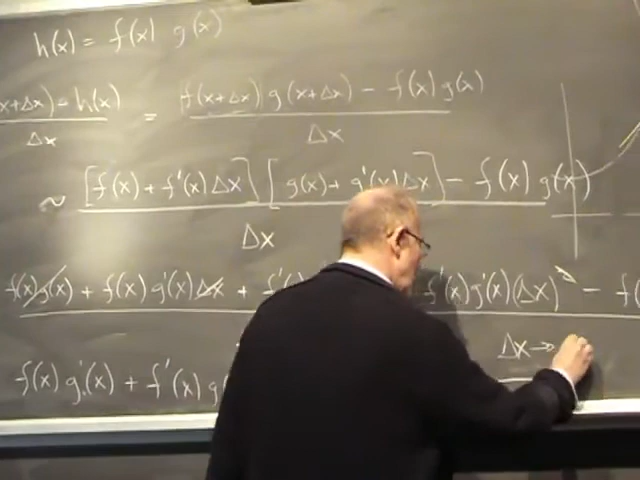 h(x) = f(x) g(x)
x+Δx) - h(x) / Δx = f(x+Δx) g(x+Δx) - f(x) g(x) / Δx
~ [f(x) + f'(x) Δx] [g(x) + g'(x) Δx] - f(x) g(x) / Δx
f(x) g(x) + f(x) g'(x) Δx + f'( f'(x) g'(x) (Δx)² - f(
Δx →
f(x) g'(x) + f'(x) g(